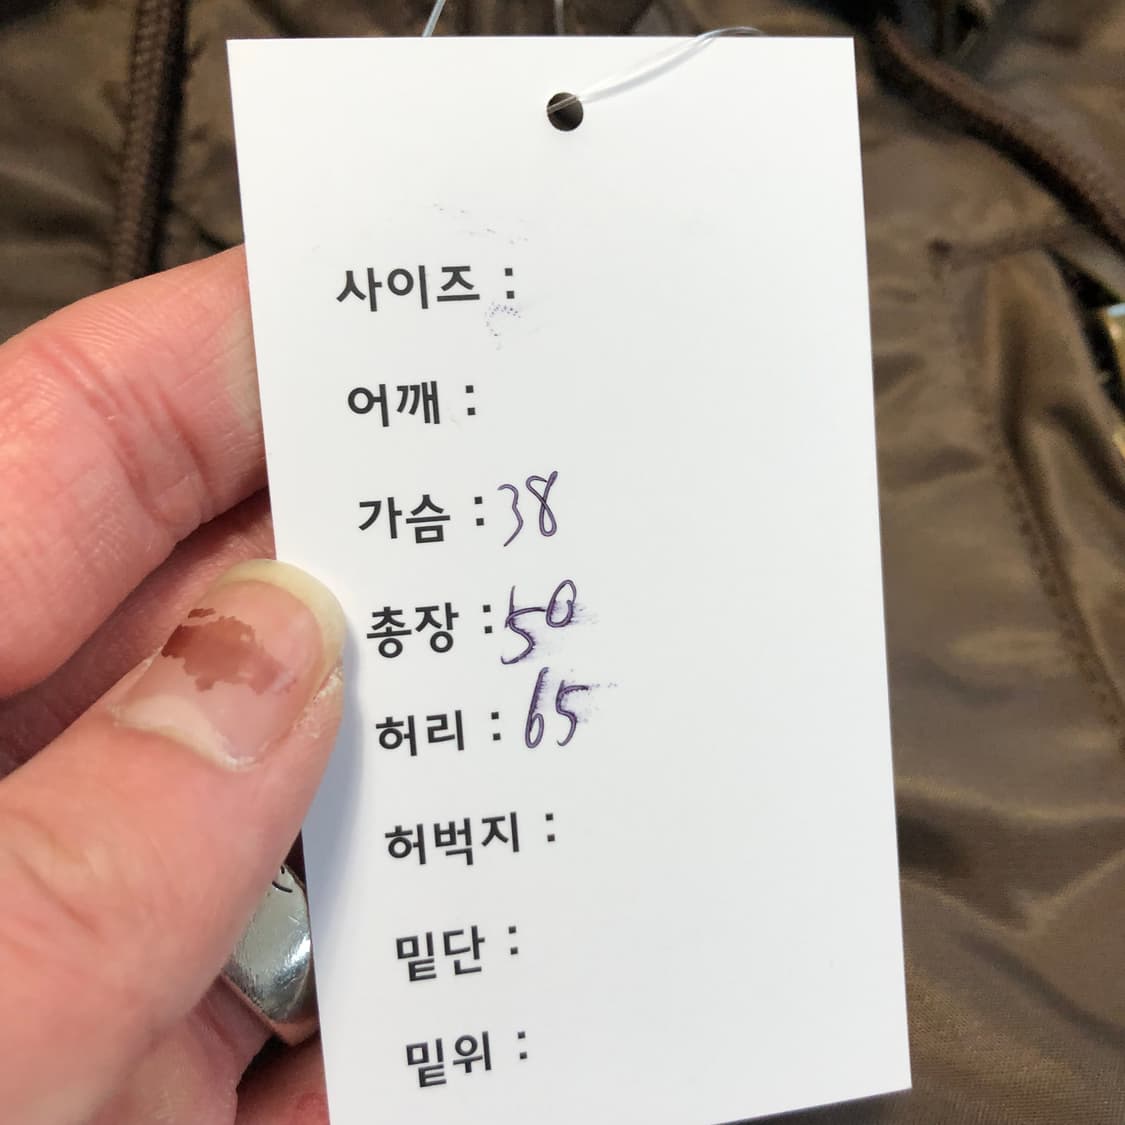 사이즈 :
어깨 :
가슴 : 38
총장 : 50
허리 : 65
허벅지 :
밑단 :
밑위 :